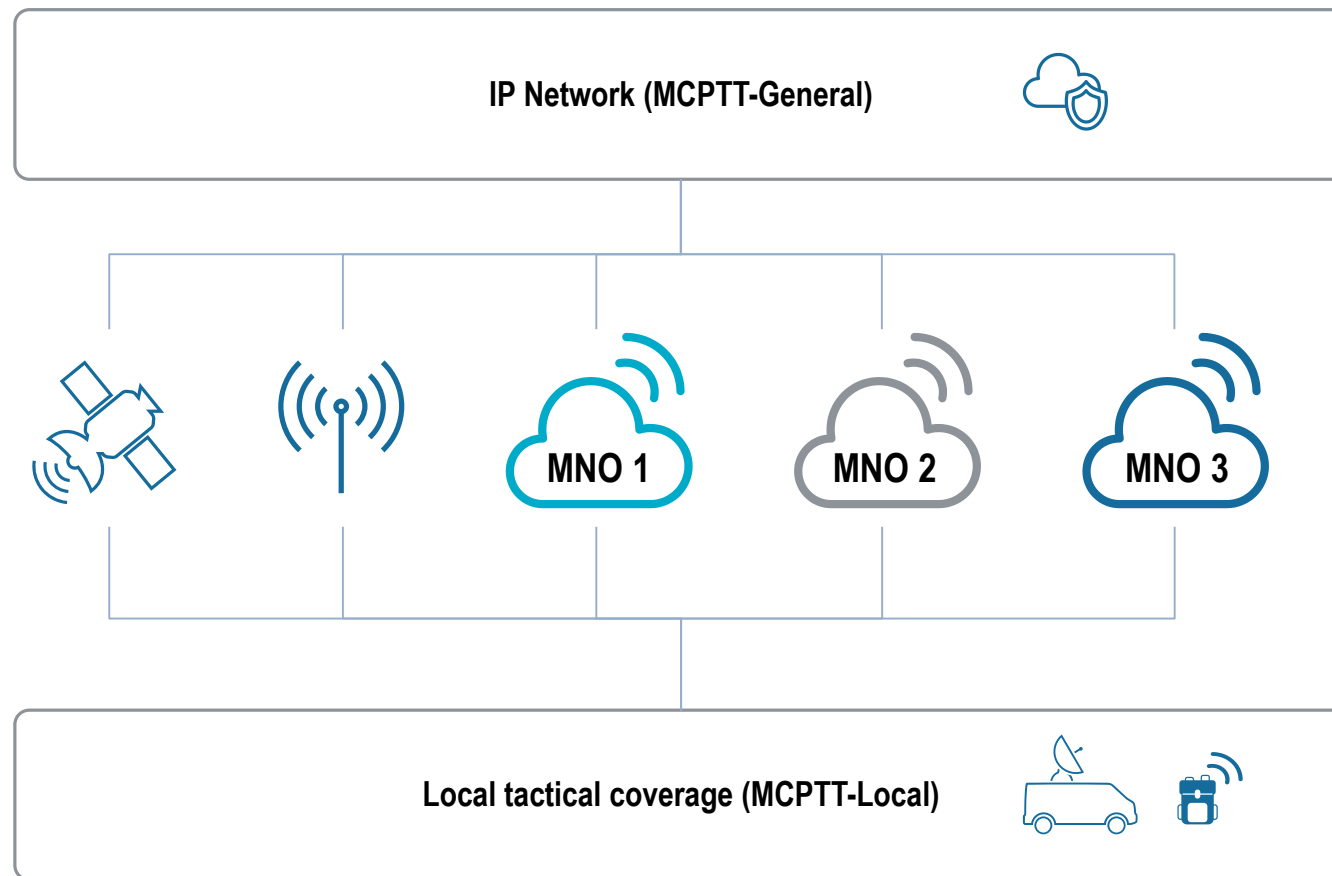 IP Network (MCPTT-General)
MNO 1
MNO 2
MNO 3
Local tactical coverage (MCPTT-Local)